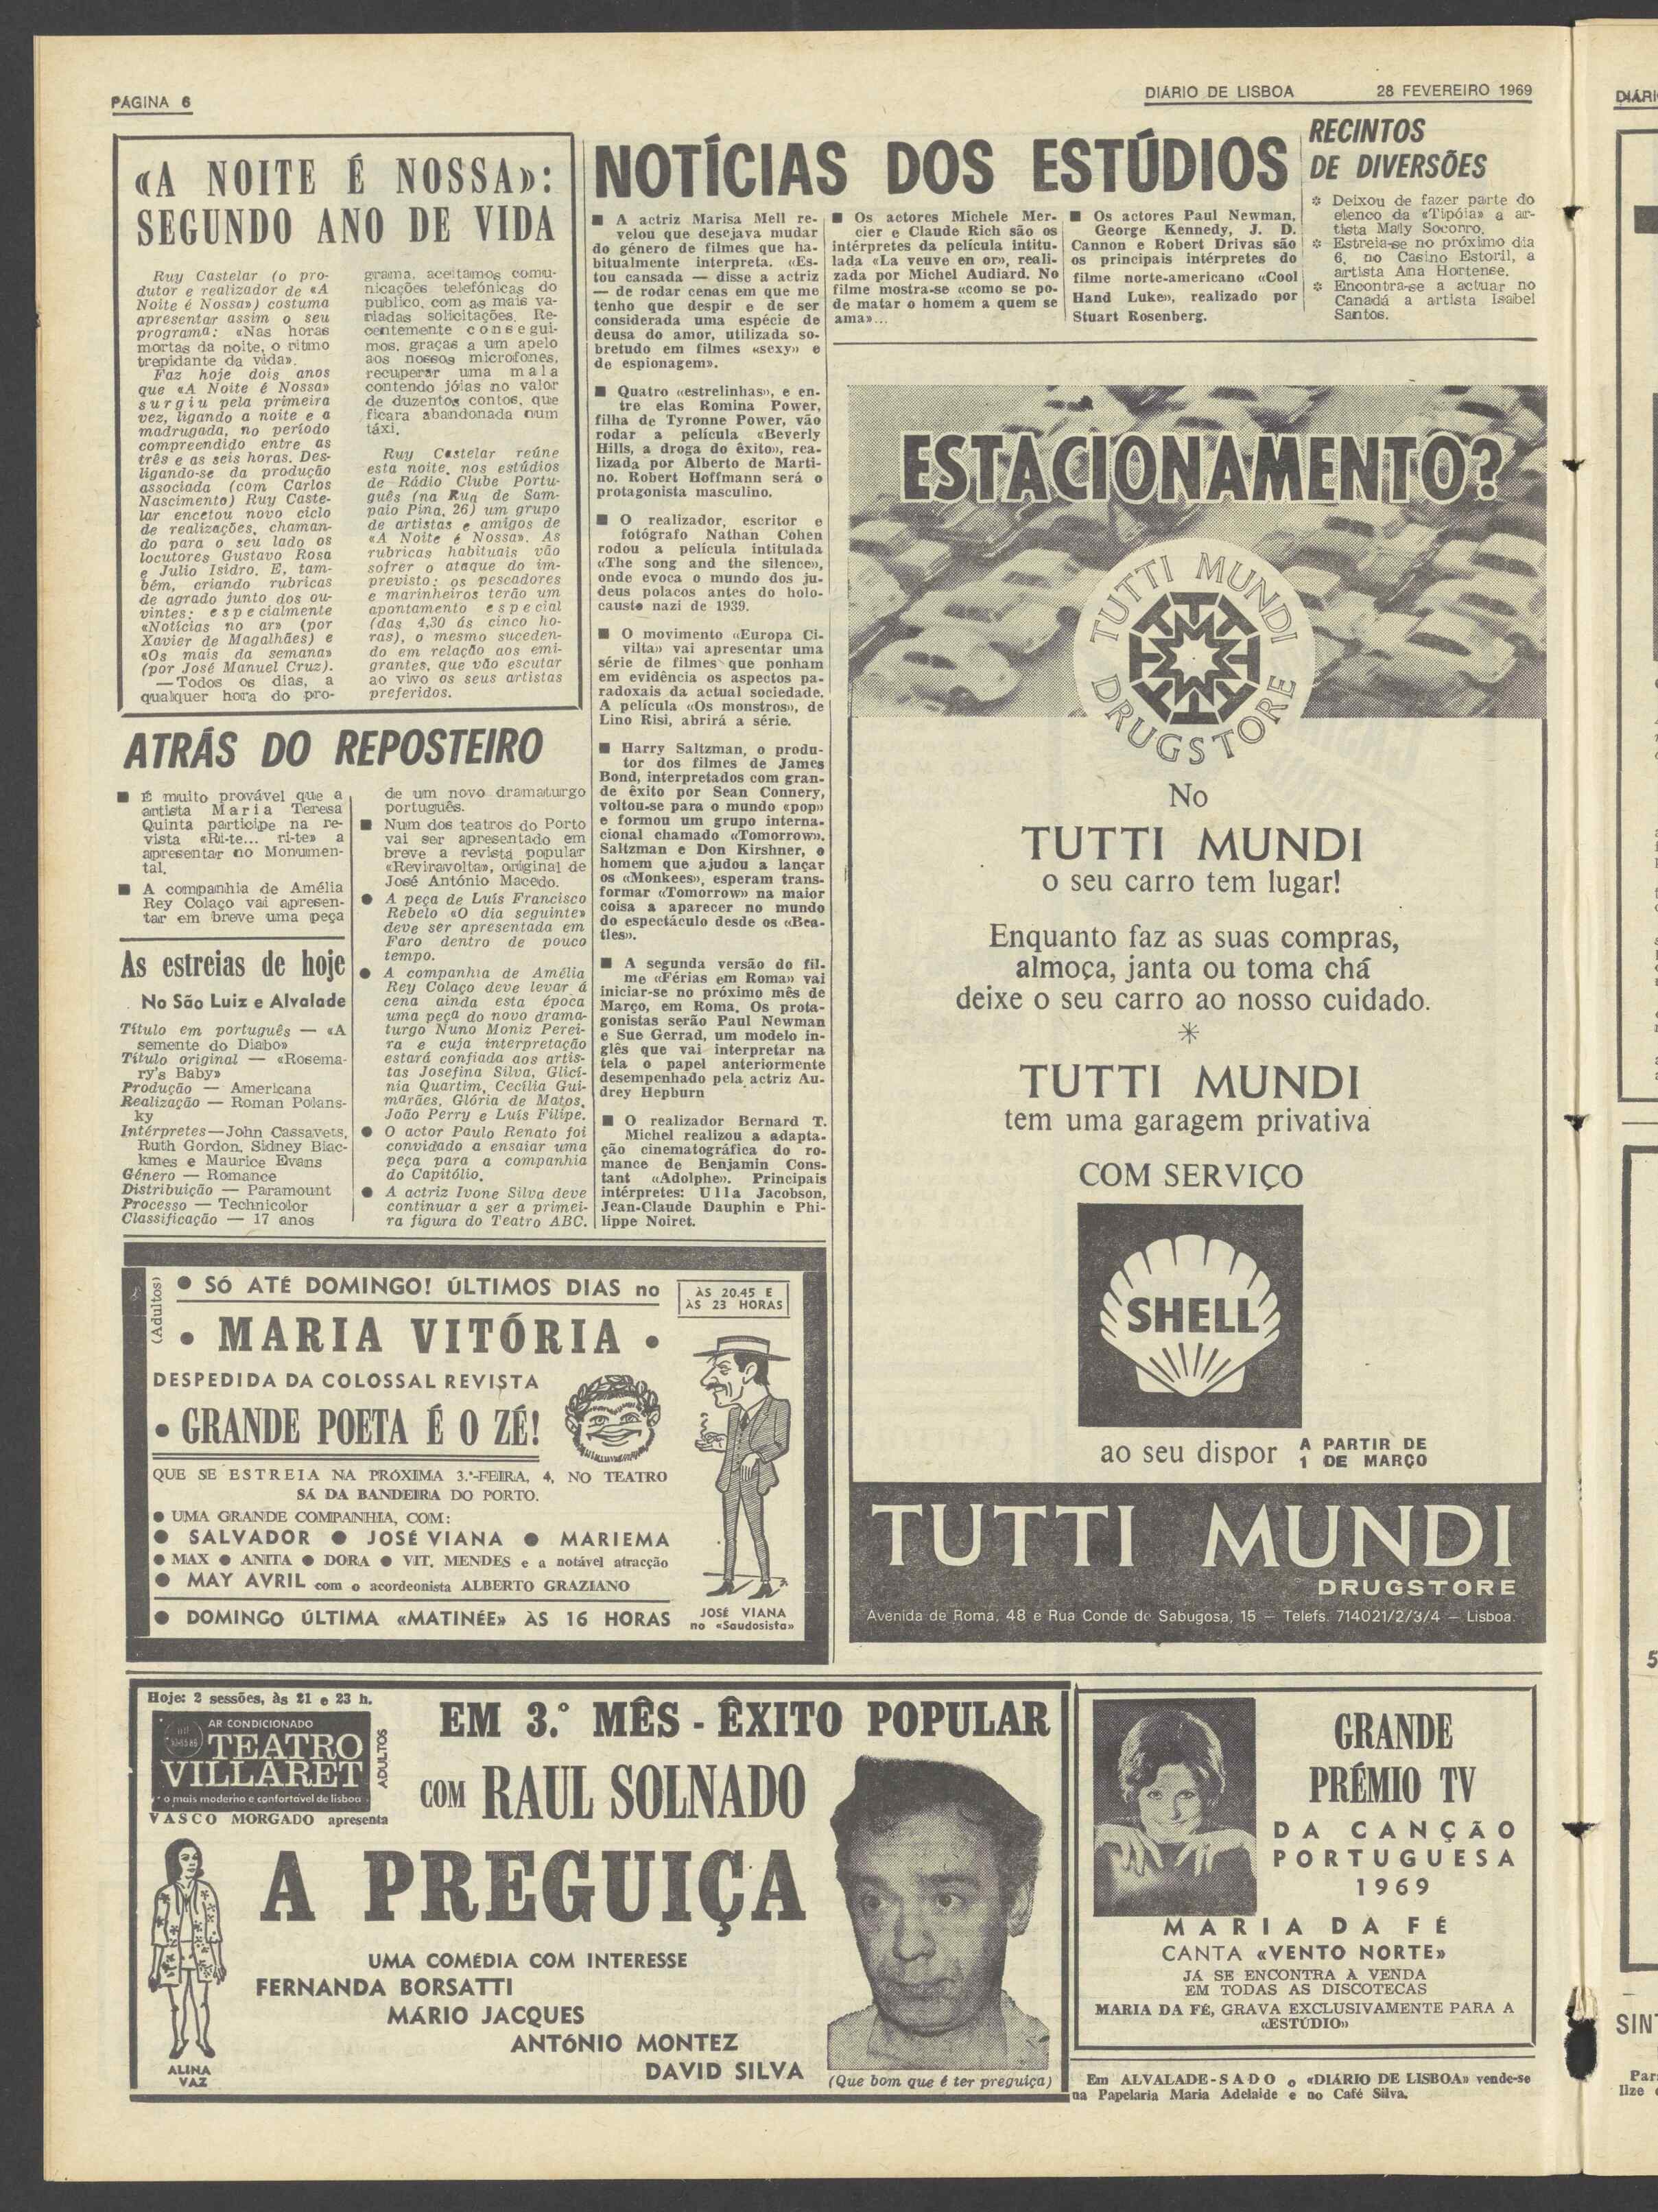 PÁGINA 6
DIÁRIO DE LISBOA
28 FEVEREIRO 1969
«A NOITE É NOSSA»:
SEGUNDO ANO DE VIDA
Ruy Castelar (o pro-
dutor e realizador de «A
Noite é Nossa») costuma
apresentar assim o seu
programa: «Nas horas
mortas da noite, o ritmo
trepidante da vida».
Faz hoje dois anos
que «A Noite é Nossa»
surgiu pela primeira
vez, ligando a noite e a
madrugada, no período
compreendido entre as
três e as seis horas. Des-
ligando-se da produção
associada (com Carlos
Nascimento) Ruy Caste-
lar encetou novo ciclo
de realizações, chaman-
do para o seu lado os
locutores Gustavo Rosa
e Julio Isidro. E, tam-
bém, criando rubricas
de agrado junto dos ou-
vintes: especialmente
«Notícias no ar» (por
Xavier de Magalhães) e
«Os mais da semana»
(por José Manuel Cruz).
—Todos os dias, a
qualquer hora do pro-
grama, aceitamos comu-
nicações telefónicas do
publico, com as mais va-
riadas solicitações. Re-
centemente consegui-
mos, graças a um apelo
aos nossos microfones,
recuperar uma mala
contendo jóias no valor
de duzentos contos, que
ficara abandonada num
táxi.
Ruy Castelar reúne
esta noite, nos estúdios
de Rádio Clube Portu-
guês (na Rua de Sam-
paio Pina, 26) um grupo
de artistas e amigos de
«A Noite é Nossa». As
rubricas habituais vão
sofrer o ataque do im-
previsto: os pescadores
e marinheiros terão um
apontamento especial
(das 4,30 ás cinco ho-
ras), o mesmo suceden-
do em relação aos emi-
grantes, que vão escutar
ao vivo os seus artistas
preferidos.
ATRÁS DO REPOSTEIRO
■ É muito provável que a
artista Maria Teresa
Quinta participe na re-
vista «Ri-te... ri-te» a
apresentar no Monumen-
tal.
■ A companhia de Amélia
Rey Colaço vai apresen-
tar em breve uma peça
de um novo dramaturgo
português.
■ Num dos teatros do Porto
vai ser apresentado em
breve a revista popular
«Reviravolta», original de
José António Macedo.
● A peça de Luís Francisco
Rebelo «O dia seguinte»
deve ser apresentada em
Faro dentro de pouco
tempo.
● A companhia de Amélia
Rey Colaço deve levar á
cena ainda esta época
uma peça do novo drama-
turgo Nuno Moniz Perei-
ra e cuja interpretação
estará confiada aos artis-
tas Josefina Silva, Glicí-
nia Quartim, Cecília Gui-
marães, Glória de Matos,
João Perry e Luís Filipe.
● O actor Paulo Renato foi
convidado a ensaiar uma
peça para a companhia
do Capitólio.
● A actriz Ivone Silva deve
continuar a ser a primei-
ra figura do Teatro ABC.
As estreias de hoje
No São Luiz e Alvalade
Título em português — «A
semente do Diabo»
Título original — «Rosema-
ry's Baby»
Produção — Americana
Realização — Roman Polans-
ky
Intérpretes—John Cassavets,
Ruth Gordon, Sidney Blac-
kmes e Maurice Evans
Género — Romance
Distribuição — Paramount
Processo — Technicolor
Classificação — 17 anos
NOTÍCIAS DOS ESTÚDIOS
■ A actriz Marisa Mell re-
velou que desejava mudar
do género de filmes que ha-
bitualmente interpreta. «Es-
tou cansada — disse a actriz
— de rodar cenas em que me
tenho que despir e de ser
considerada uma espécie de
deusa do amor, utilizada so-
bretudo em filmes «sexy» e
de espionagem».
■ Quatro «estrelinhas», e en-
tre elas Romina Power,
filha de Tyronne Power, vão
rodar a película «Beverly
Hills, a droga do êxito», rea-
lizada por Alberto de Marti-
no. Robert Hoffmann será o
protagonista masculino.
■ O realizador, escritor e
fotógrafo Nathan Cohen
rodou a película intitulada
«The song and the silence»,
onde evoca o mundo dos ju-
deus polacos antes do holo-
causto nazi de 1939.
■ O movimento «Europa Ci-
vilta» vai apresentar uma
série de filmes que ponham
em evidência os aspectos pa-
radoxais da actual sociedade.
A película «Os monstros», de
Lino Risi, abrirá a série.
■ Harry Saltzman, o produ-
tor dos filmes de James
Bond, interpretados com gran-
de êxito por Sean Connery,
voltou-se para o mundo «pop»
e formou um grupo interna-
cional chamado «Tomorrow».
Saltzman e Don Kirshner, o
homem que ajudou a lançar
os «Monkees», esperam trans-
formar «Tomorrow» na maior
coisa a aparecer no mundo
do espectáculo desde os «Bea-
tles».
■ A segunda versão do fil-
me «Férias em Roma» vai
iniciar-se no próximo mês de
Março, em Roma. Os prota-
gonistas serão Paul Newman
e Sue Gerrad, um modelo in-
glês que vai interpretar na
tela o papel anteriormente
desempenhado pela actriz Au-
drey Hepburn
■ O realizador Bernard T.
Michel realizou a adapta-
ção cinematográfica do ro-
mance de Benjamin Cons-
tant «Adolphe». Principais
intérpretes: Ulla Jacobson,
Jean-Claude Dauphin e Phi-
lippe Noiret.
■ Os actores Michele Mer-
cier e Claude Rich são os
intérpretes da película intitu-
lada «La veuve en or», reali-
zada por Michel Audiard. No
filme mostra-se «como se po-
de matar o homem a quem se
ama»...
■ Os actores Paul Newman,
George Kennedy, J. D.
Cannon e Robert Drivas são
os principais intérpretes do
filme norte-americano «Cool
Hand Luke», realizado por
Stuart Rosenberg.
RECINTOS
DE DIVERSÕES
Deixou de fazer parte do
elenco da «Tipóia» a ar-
tista Maly Socorro.
Estreia-se no próximo dia
6, no Casino Estoril, a
artista Ana Hortense.
Encontra-se a actuar no
Canadá a artista Isabel
Santos.
ESTACIONAMENTO?
TUTTI MUNDI
DRUGSTORE
No
TUTTI MUNDI
o seu carro tem lugar!
Enquanto faz as suas compras,
almoça, janta ou toma chá
deixe o seu carro ao nosso cuidado.
*
TUTTI MUNDI
tem uma garagem privativa
COM SERVIÇO
SHELL
ao seu dispor A PARTIR DE
1 DE MARÇO
TUTTI MUNDI
DRUGSTORE
Avenida de Roma, 48 e Rua Conde de Sabugosa, 15 — Telefs. 714021/2/3/4 — Lisboa.
(Adultos)
● SÓ ATÉ DOMINGO! ÚLTIMOS DIAS no
ÀS 20.45 E
ÀS 23 HORAS
• MARIA VITÓRIA •
DESPEDIDA DA COLOSSAL REVISTA
• GRANDE POETA É O ZÉ!
QUE SE ESTREIA NA PRÓXIMA 3.ª-FEIRA, 4, NO TEATRO
SÁ DA BANDEIRA DO PORTO.
● UMA GRANDE COMPANHIA, COM:
● SALVADOR ● JOSÉ VIANA ● MARIEMA
● MAX ● ANITA ● DORA ● VIT. MENDES e a notável atracção
● MAY AVRIL com o acordeonista ALBERTO GRAZIANO
● DOMINGO ÚLTIMA «MATINÉE» ÀS 16 HORAS
JOSÉ VIANA
no «Saudosista»
Hoje: 2 sessões, às 21 e 23 h.
AR CONDICIONADO
TEATRO
VILLARET
o mais moderno e confortável de lisboa
ADULTOS
VASCO MORGADO apresenta
EM 3.º MÊS - ÊXITO POPULAR
COM RAUL SOLNADO
A PREGUIÇA
UMA COMÉDIA COM INTERESSE
FERNANDA BORSATTI
MÁRIO JACQUES
ANTÓNIO MONTEZ
DAVID SILVA
ALINA
VAZ
(Que bom que é ter preguiça)
GRANDE
PRÉMIO TV
DA CANÇÃO
PORTUGUESA
1969
MARIA DA FÉ
CANTA «VENTO NORTE»
JÁ SE ENCONTRA À VENDA
EM TODAS AS DISCOTECAS
MARIA DA FÉ, GRAVA EXCLUSIVAMENTE PARA A
«ESTÚDIO»
Em ALVALADE-SADO o «DIÁRIO DE LISBOA» vende-se
na Papelaria Maria Adelaide e no Café Silva.